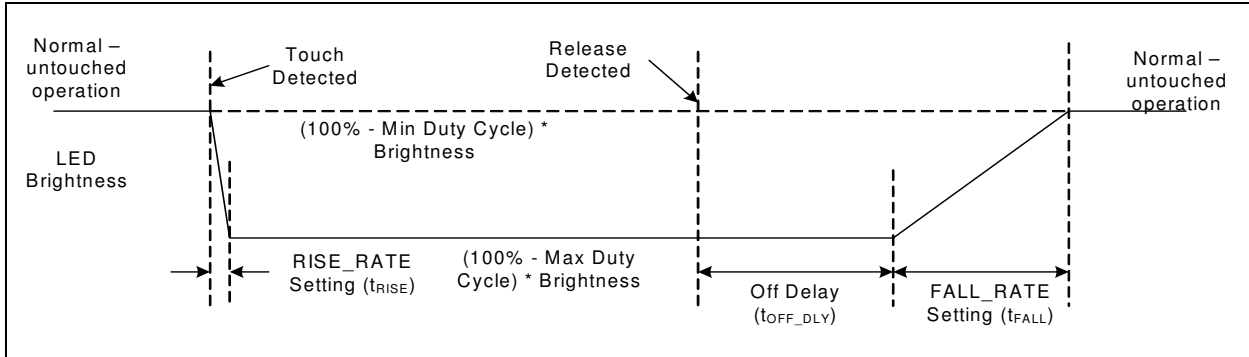 Normal –
untouched
operation
Touch
Detected
Release
Detected
Normal –
untouched
operation
(100% - Min Duty Cycle) *
Brightness
LED
Brightness
RISE_RATE
Setting (tRISE)
(100% - Max Duty
Cycle) * Brightness
Off Delay
(tOFF_DLY)
FALL_RATE
Setting (tFALL)